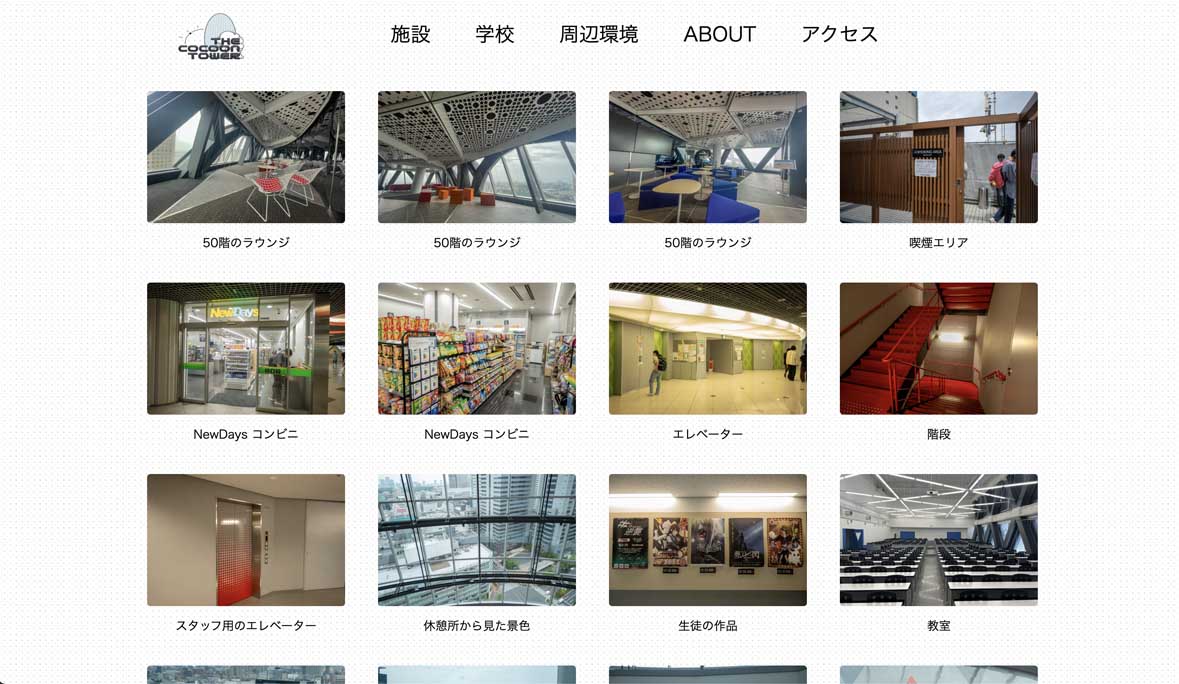 THE
COCOON
TOWER
施設 学校 周辺環境 ABOUT アクセス
50階のラウンジ 50階のラウンジ 50階のラウンジ 喫煙エリア
NewDays
NewDays コンビニ NewDays コンビニ エレベーター 階段
スタッフ用のエレベーター 休憩所から見た景色 生徒の作品 教室